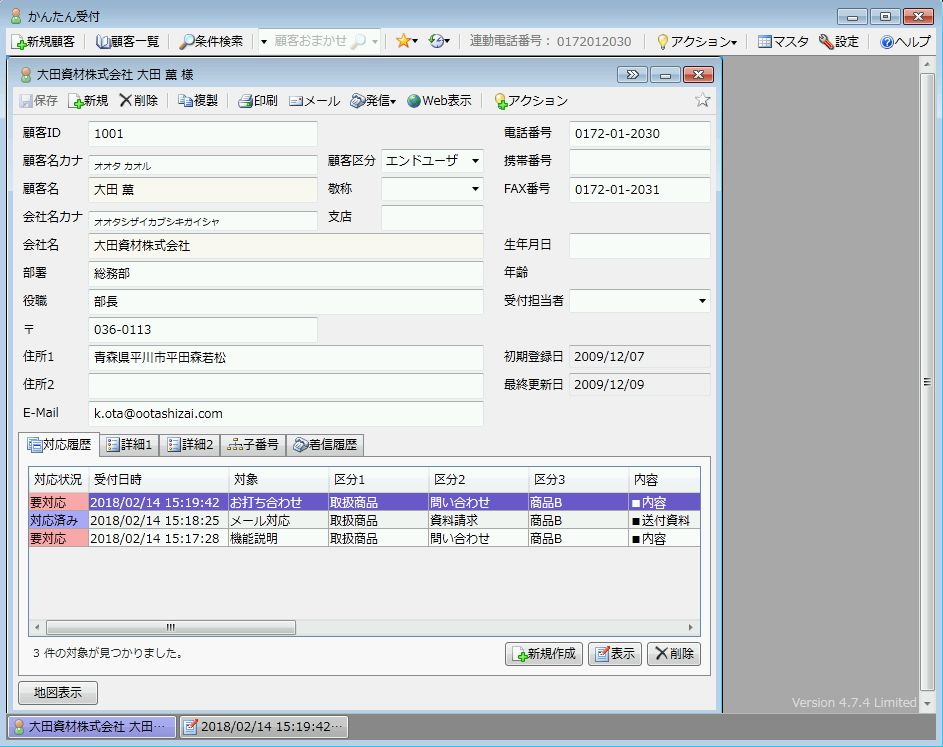 かんたん受付
新規顧客 顧客一覧 条件検索 顧客おまかせ 連動電話番号： 0172012030 アクション マスタ 設定 ヘルプ
大田資材株式会社 大田 薫 様
保存 新規 削除 複製 印刷 メール 発信 Web表示 アクション
顧客ID 1001 電話番号 0172-01-2030
顧客名カナ オオタ カオル 顧客区分 エンドユーザ 携帯番号
顧客名 大田 薫 敬称 FAX番号 0172-01-2031
会社名カナ オオタシザイカブシキガイシャ 支店
会社名 大田資材株式会社 生年月日
部署 総務部 年齢
役職 部長 受付担当者
〒 036-0113
住所1 青森県平川市平田森若松 初期登録日 2009/12/07
住所2 最終更新日 2009/12/09
E-Mail k.ota@ootashizai.com
対応履歴 詳細1 詳細2 子番号 着信履歴
対応状況 受付日時 対象 区分1 区分2 区分3 内容
要対応 2018/02/14 15:19:42 お打ち合わせ 取扱商品 問い合わせ 商品B ■内容
対応済み 2018/02/14 15:18:25 メール対応 取扱商品 資料請求 商品B ■送付資料
要対応 2018/02/14 15:17:28 機能説明 取扱商品 問い合わせ 商品B ■内容
3 件の対象が見つかりました。 新規作成 表示 削除
地図表示
Version 4.7.4 Limited
大田資材株式会社 大田… 2018/02/14 15:19:42…